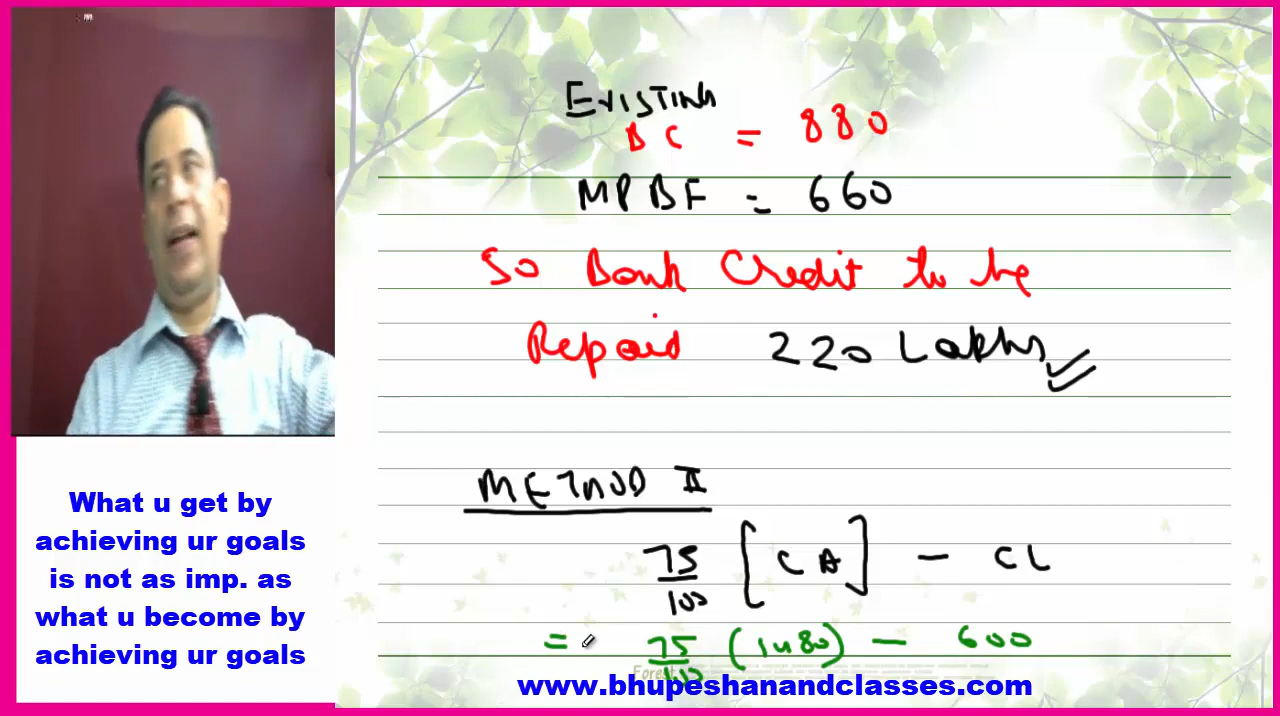 EXISTING
BC = 880
MPBF = 660
So Bank Credit to be
Repaid 220 Lakhs
METHOD II
75/100 [CA] - CL
= 75/100 (1480) - 600
What u get by
achieving ur goals
is not as imp. as
what u become by
achieving ur goals
www.bhupeshanandclasses.com